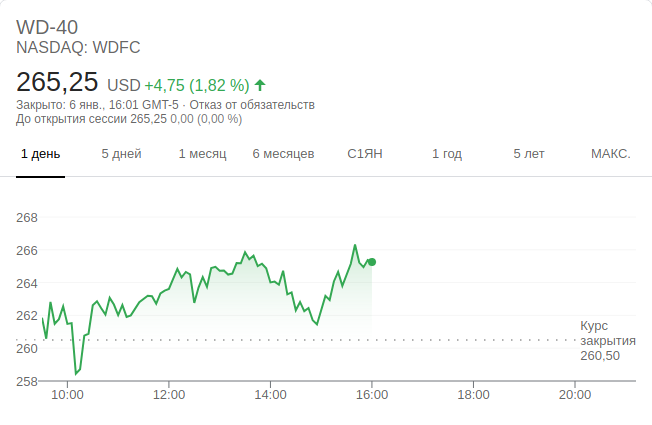 WD-40
NASDAQ: WDFC
265,25 USD +4,75 (1,82 %)
Закрыто: 6 янв., 16:01 GMT-5 · Отказ от обязательств
До открытия сессии 265,25 0,00 (0,00 %)
1 день 5 дней 1 месяц 6 месяцев С1ЯН 1 год 5 лет МАКС.
268
266
264
262
Курс
закрытия
260,50
260
258
10:00 12:00 14:00 16:00 18:00 20:00